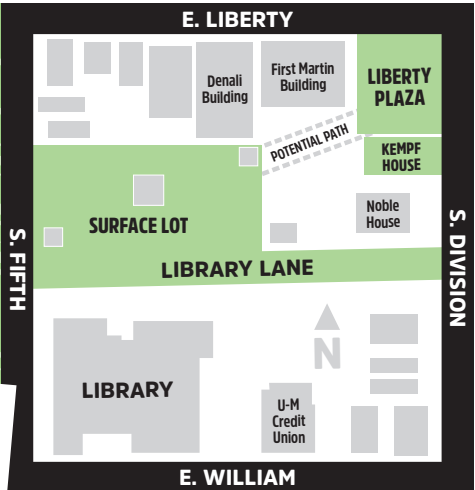 E. LIBERTY
Denali
Building
First Martin
Building
LIBERTY
PLAZA
POTENTIAL PATH
KEMPF
HOUSE
Noble
House
SURFACE LOT
S. FIFTH
S. DIVISION
LIBRARY LANE
N
LIBRARY
U-M
Credit
Union
E. WILLIAM